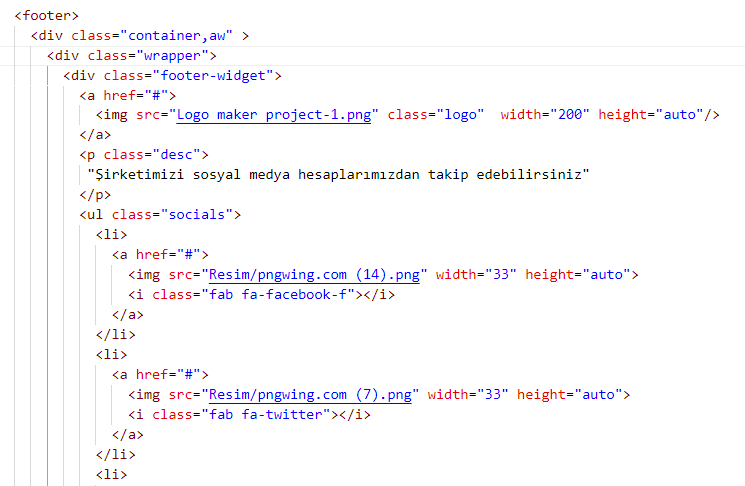 <footer>
<div class="container,aw" >
<div class="wrapper">
<div class="footer-widget">
<a href="#">
<img src="Logo maker project-1.png" class="logo"  width="200" height="auto"/>
</a>
<p class="desc">
"Şirketimizi sosyal medya hesaplarımızdan takip edebilirsiniz"
</p>
<ul class="socials">
<li>
<a href="#">
<img src="Resim/pngwing.com (14).png" width="33" height="auto">
<i class="fab fa-facebook-f"></i>
</a>
</li>
<li>
<a href="#">
<img src="Resim/pngwing.com (7).png" width="33" height="auto">
<i class="fab fa-twitter"></i>
</a>
</li>
<li>